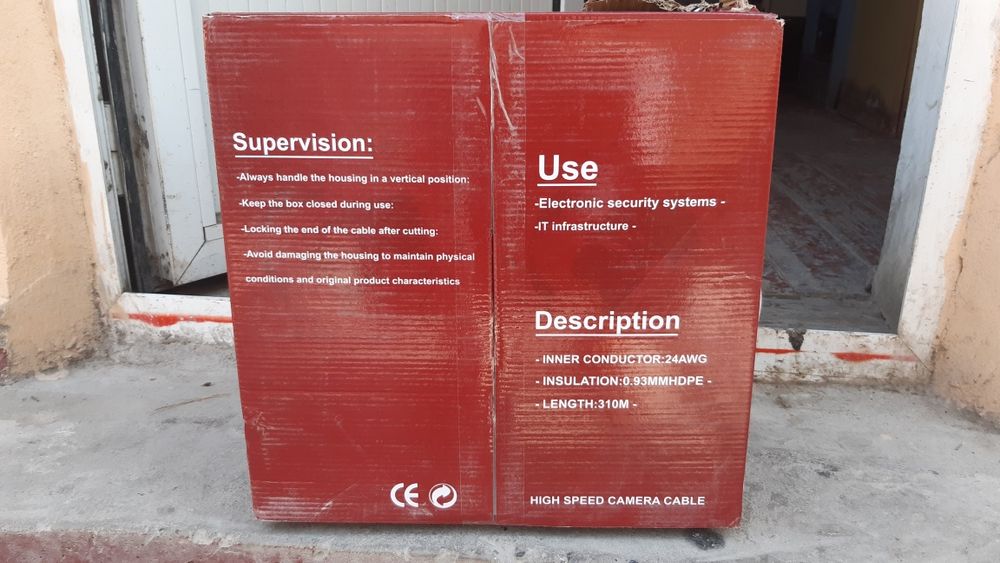 Supervision:
-Always handle the housing in a vertical position:
-Keep the box closed during use:
-Locking the end of the cable after cutting:
-Avoid damaging the housing to maintain physical
conditions and original product characteristics
CE
Use
-Electronic security systems -
-IT infrastructure -
Description
- INNER CONDUCTOR:24AWG
- INSULATION:0.93MMHDPE -
- LENGTH:310M -
HIGH SPEED CAMERA CABLE